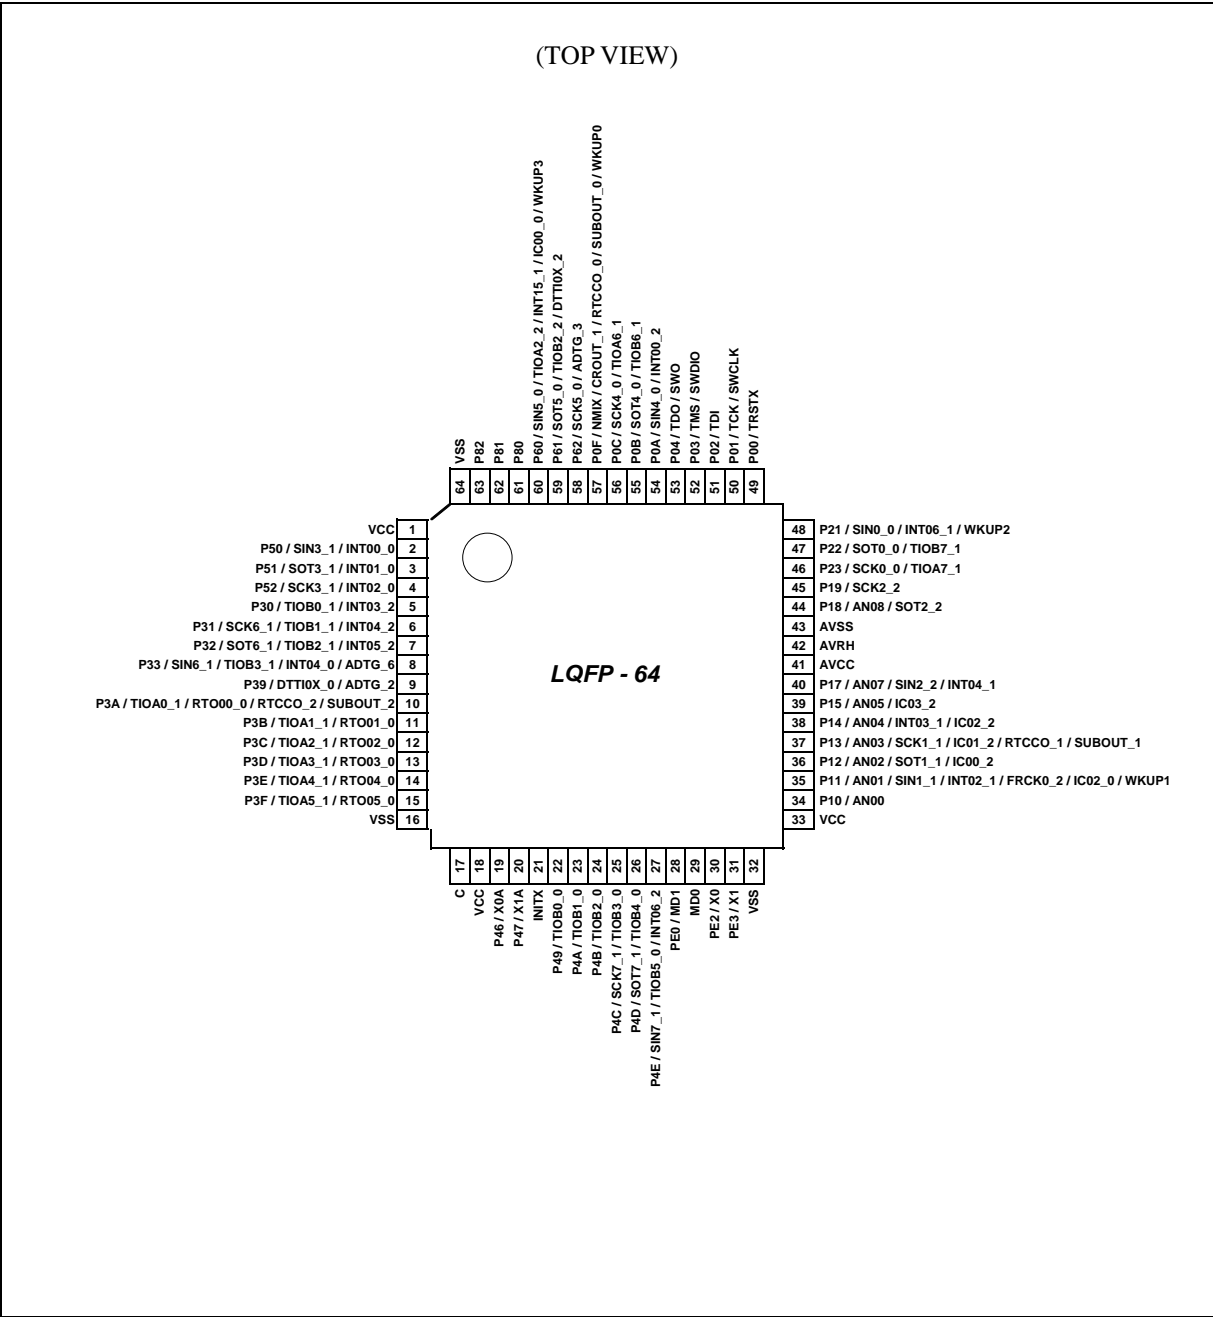 (TOP VIEW)
VSS
P82
P81
P80
P60 / SIN5_0 / TIOA2_2 / INT15_1 / IC00_0 / WKUP3
P61 / SOT5_0 / TIOB2_2 / DTTI0X_2
P62 / SCK5_0 / ADTG_3
P0F / NMIX / CROUT_1 / RTCCO_0 / SUBOUT_0 / WKUP0
P0C / SCK4_0 / TIOA6_1
P0B / SOT4_0 / TIOB6_1
P0A / SIN4_0 / INT00_2
P04 / TDO / SWO
P03 / TMS / SWDIO
P02 / TDI
P01 / TCK / SWCLK
P00 / TRSTX
64 63 62 61 60 59 58 57 56 55 54 53 52 51 50 49
VCC 1
P50 / SIN3_1 / INT00_0 2
P51 / SOT3_1 / INT01_0 3
P52 / SCK3_1 / INT02_0 4
P30 / TIOB0_1 / INT03_2 5
P31 / SCK6_1 / TIOB1_1 / INT04_2 6
P32 / SOT6_1 / TIOB2_1 / INT05_2 7
P33 / SIN6_1 / TIOB3_1 / INT04_0 / ADTG_6 8
P39 / DTTI0X_0 / ADTG_2 9
P3A / TIOA0_1 / RTO00_0 / RTCCO_2 / SUBOUT_2 10
P3B / TIOA1_1 / RTO01_0 11
P3C / TIOA2_1 / RTO02_0 12
P3D / TIOA3_1 / RTO03_0 13
P3E / TIOA4_1 / RTO04_0 14
P3F / TIOA5_1 / RTO05_0 15
VSS 16
LQFP - 64
48 P21 / SIN0_0 / INT06_1 / WKUP2
47 P22 / SOT0_0 / TIOB7_1
46 P23 / SCK0_0 / TIOA7_1
45 P19 / SCK2_2
44 P18 / AN08 / SOT2_2
43 AVSS
42 AVRH
41 AVCC
40 P17 / AN07 / SIN2_2 / INT04_1
39 P15 / AN05 / IC03_2
38 P14 / AN04 / INT03_1 / IC02_2
37 P13 / AN03 / SCK1_1 / IC01_2 / RTCCO_1 / SUBOUT_1
36 P12 / AN02 / SOT1_1 / IC00_2
35 P11 / AN01 / SIN1_1 / INT02_1 / FRCK0_2 / IC02_0 / WKUP1
34 P10 / AN00
33 VCC
17 18 19 20 21 22 23 24 25 26 27 28 29 30 31 32
C
VCC
P46 / X0A
P47 / X1A
INITX
P49 / TIOB0_0
P4A / TIOB1_0
P4B / TIOB2_0
P4C / SCK7_1 / TIOB3_0
P4D / SOT7_1 / TIOB4_0
P4E / SIN7_1 / TIOB5_0 / INT06_2
PE0 / MD1
MD0
PE2 / X0
PE3 / X1
VSS